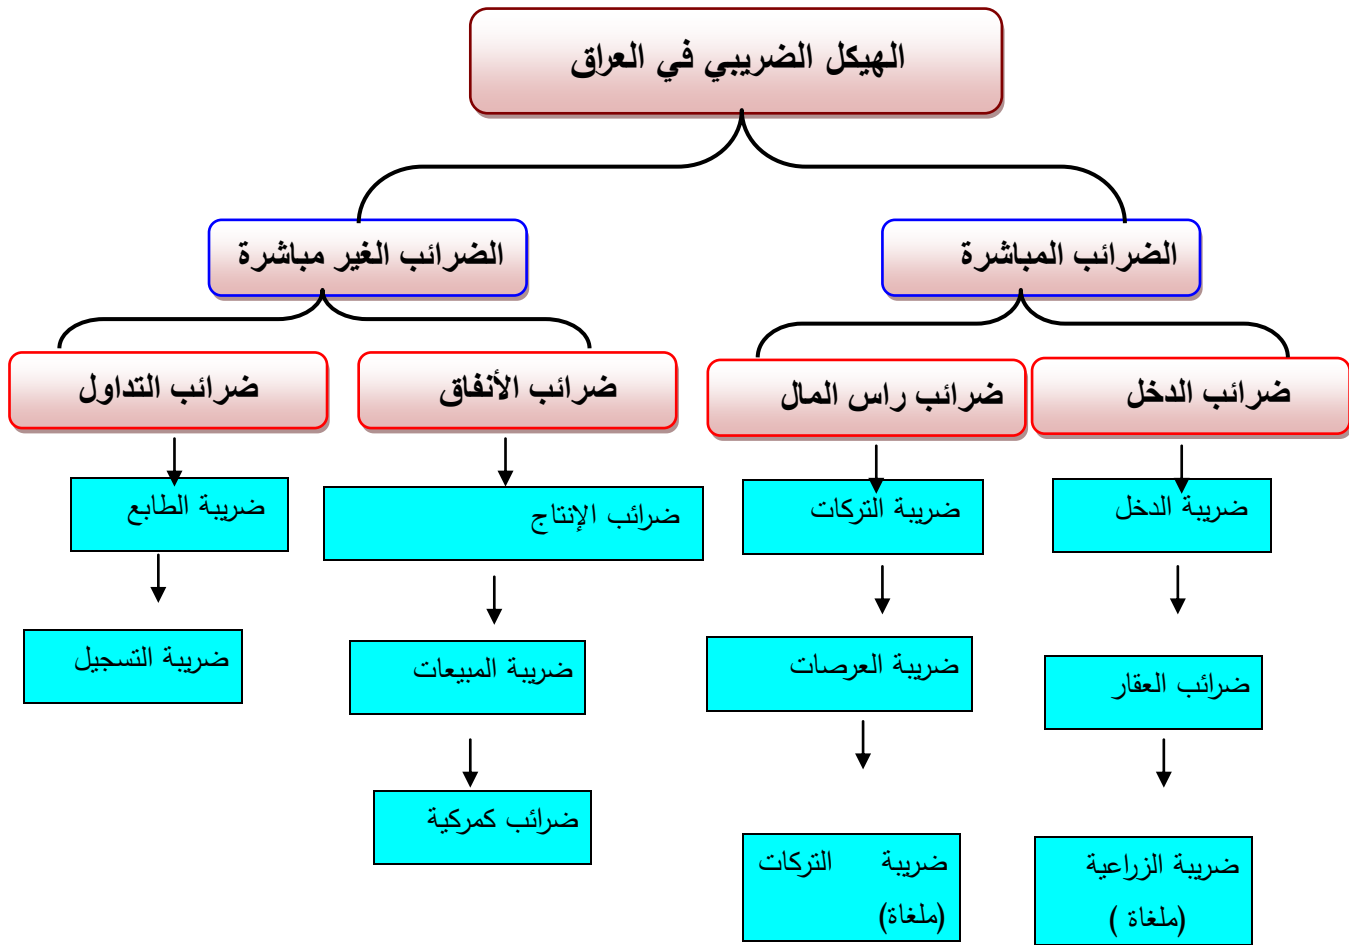 الهيكل الضريبي في العراق
الضرائب المباشرة
الضرائب الغير مباشرة
ضرائب الدخل
ضرائب راس المال
ضرائب الأنفاق
ضرائب التداول
ضريبة الدخل
ضريبة التركات
ضرائب الإنتاج
ضريبة الطابع
ضرائب العقار
ضريبة العرصات
ضريبة المبيعات
ضريبة التسجيل
ضريبة الزراعية
(ملغاة )
ضريبة التركات
(ملغاة)
ضرائب كمركية